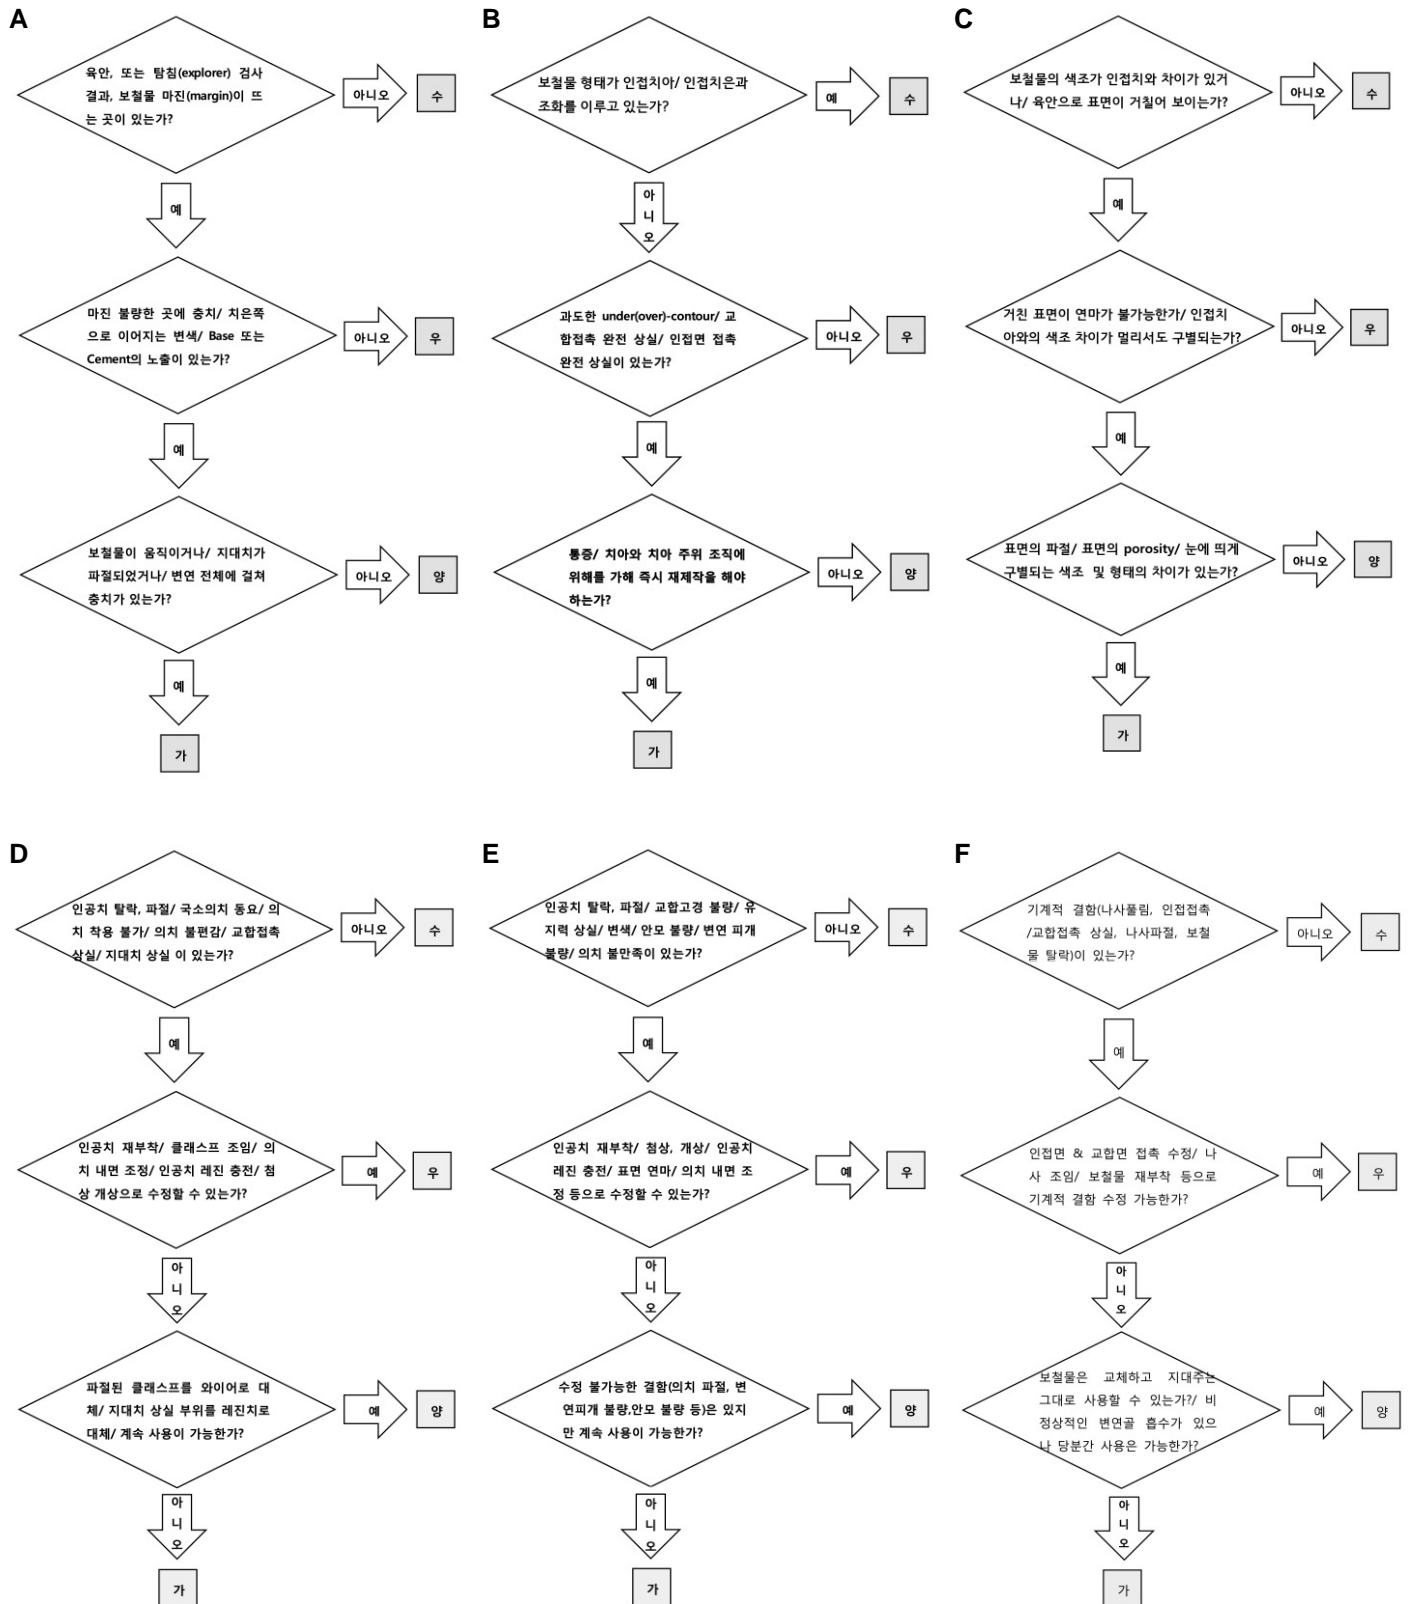 A
육안, 또는 탐침(explorer) 검사
결과, 보철물 마진(margin)이 뜨
는 곳이 있는가?
아니오
수
예
마진 불량한 곳에 충치/ 치은쪽
으로 이어지는 변색/ Base 또는
Cement의 노출이 있는가?
아니오
우
예
보철물이 움직이거나/ 지대치가
파절되었거나/ 변연 전체에 걸쳐
충치가 있는가?
아니오
양
예
가
B
보철물 형태가 인접치아/ 인접치은과
조화를 이루고 있는가?
예
수
아
니
오
과도한 under(over)-contour/ 교
합접촉 완전 상실/ 인접면 접촉
완전 상실이 있는가?
아니오
우
예
통증/ 치아와 치아 주위 조직에
위해를 가해 즉시 재제작을 해야
하는가?
아니오
양
예
가
C
보철물의 색조가 인접치와 차이가 있거
나/ 육안으로 표면이 거칠어 보이는가?
아니오
수
예
거친 표면이 연마가 불가능한가/ 인접치
아와의 색조 차이가 멀리서도 구별되는가?
아니오
우
예
표면의 파절/ 표면의 porosity/ 눈에 띄게
구별되는 색조 및 형태의 차이가 있는가?
아니오
양
예
가
D
인공치 탈락, 파절/ 국소의치 동요/ 의
치 착용 불가/ 의치 불편감/ 교합접촉
상실/ 지대치 상실 이 있는가?
아니오
수
예
인공치 재부착/ 클래스프 조임/ 의
치 내면 조정/ 인공치 레진 충전/ 첨
상 개상으로 수정할 수 있는가?
예
우
아
니
오
파절된 클래스프를 와이어로 대
체/ 지대치 상실 부위를 레진치로
대체/ 계속 사용이 가능한가?
예
양
아
니
오
가
E
인공치 탈락, 파절/ 교합고경 불량/ 유
지력 상실/ 변색/ 안모 불량/ 변연 피개
불량/ 의치 불만족이 있는가?
아니오
수
예
인공치 재부착/ 첨상, 개상/ 인공치
레진 충전/ 표면 연마/ 의치 내면 조
정 등으로 수정할 수 있는가?
예
우
아
니
오
수정 불가능한 결함(의치 파절, 변
연피개 불량,안모 불량 등)은 있지
만 계속 사용이 가능한가?
예
양
아
니
오
가
F
기계적 결함(나사풀림, 인접접촉
/교합접촉 상실, 나사파절, 보철
물 탈락)이 있는가?
아니오
수
예
인접면 & 교합면 접촉 수정/ 나
사 조임/ 보철물 재부착 등으로
기계적 결함 수정 가능한가?
예
우
아
니
오
보철물은 교체하고 지대주는
그대로 사용할 수 있는가?/ 비
정상적인 변연골 흡수가 있으
나 당분간 사용은 가능한가?
예
양
아
니
오
가